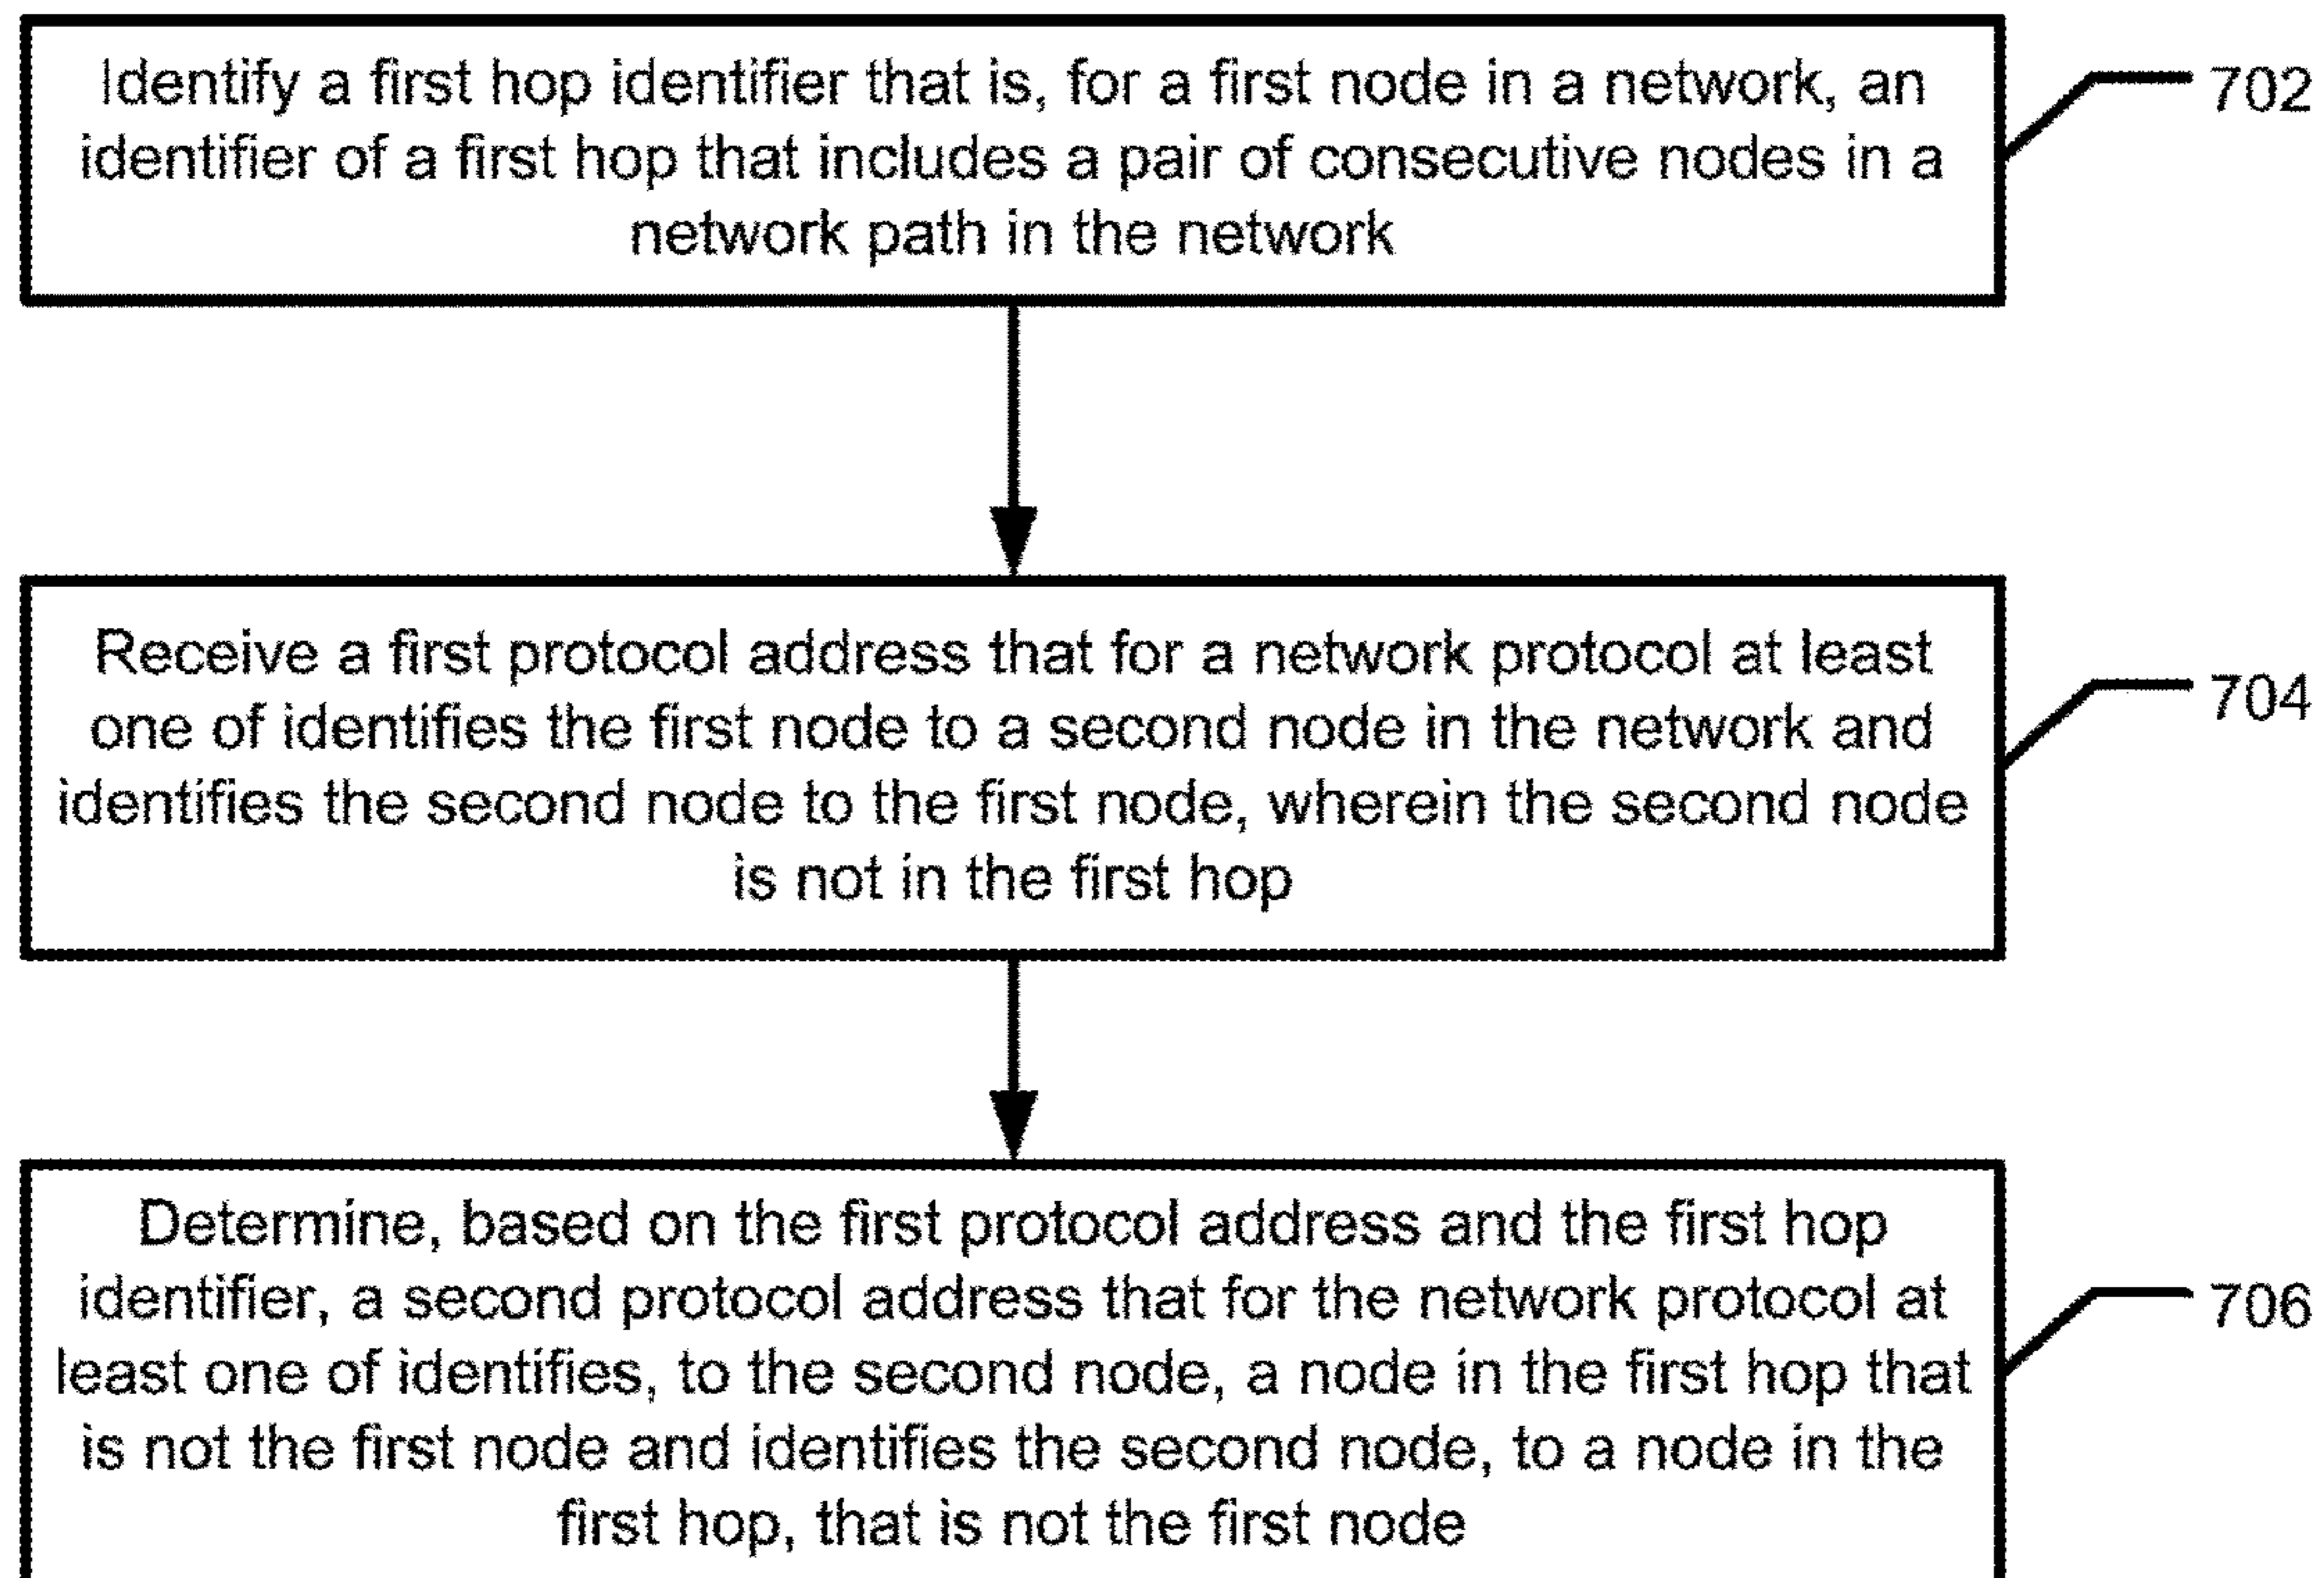 Identify a first hop identifier that is, for a first node in a network, an
identifier of a first hop that includes a pair of consecutive nodes in a
network path in the network
702
Receive a first protocol address that for a network protocol at least
one of identifies the first node to a second node in the network and
identifies the second node to the first node, wherein the second node
is not in the first hop
704
Determine, based on the first protocol address and the first hop
identifier, a second protocol address that for the network protocol at
least one of identifies, to the second node, a node in the first hop that
is not the first node and identifies the second node, to a node in the
first hop, that is not the first node
706